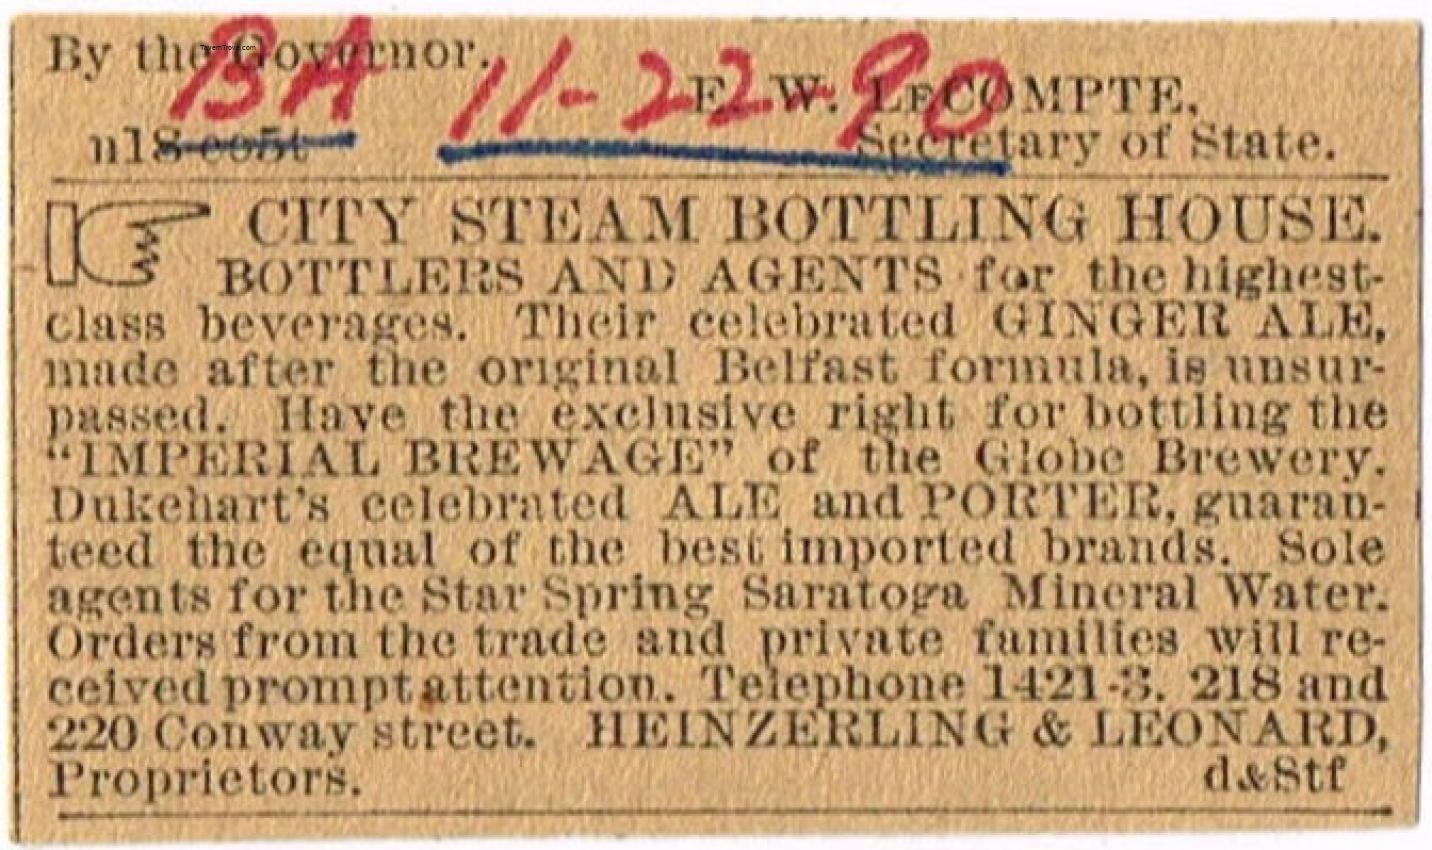 By the Governor.
TavernTrove.com
BA 11-22-90
E. W. LECOMPTE,
n18-eo5t Secretary of State.
CITY STEAM BOTTLING HOUSE.
BOTTLERS AND AGENTS for the highest-
class beverages. Their celebrated GINGER ALE,
made after the original Belfast formula, is unsur-
passed. Have the exclusive right for bottling the
“IMPERIAL BREWAGE” of the Globe Brewery.
Dukehart's celebrated ALE and PORTER, guaran-
teed the equal of the best imported brands. Sole
agents for the Star Spring Saratoga Mineral Water.
Orders from the trade and private families will re-
ceived prompt attention. Telephone 1421-3. 218 and
220 Conway street. HEINZERLING & LEONARD,
Proprietors. d&Stf